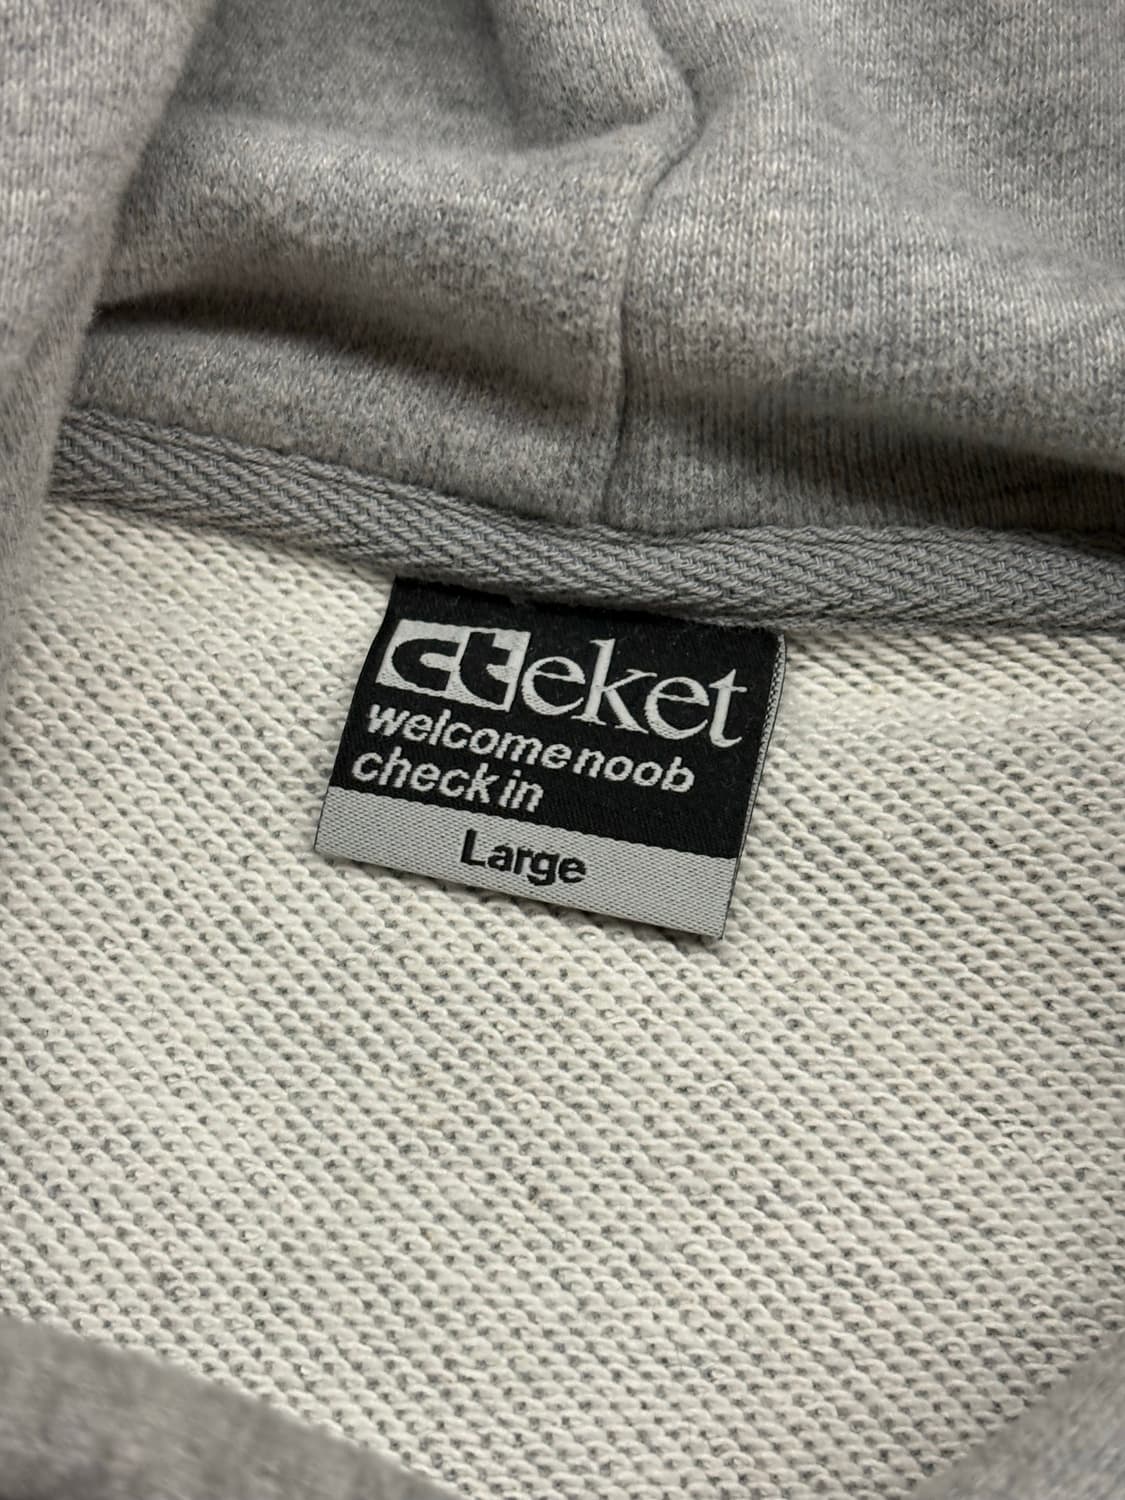 cteket
welcome noob
check in
Large